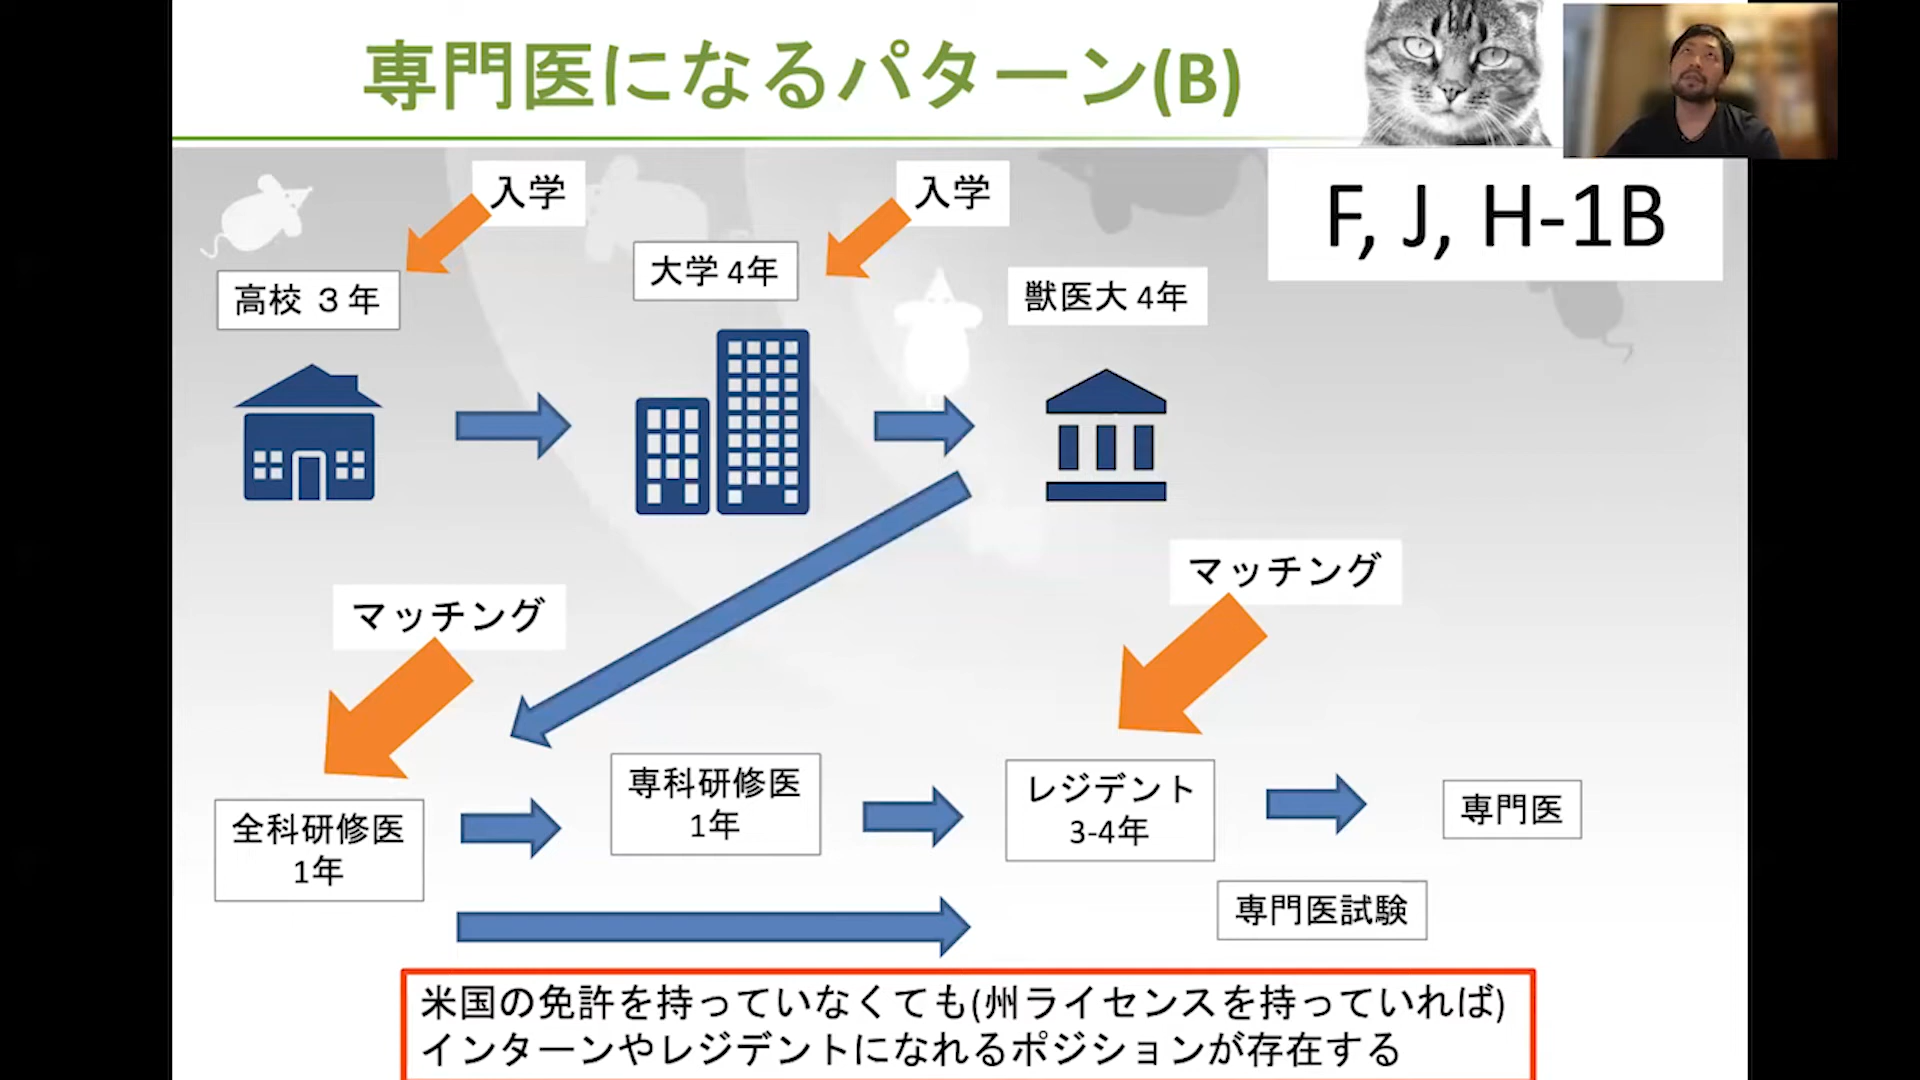 専門医になるパターン(B)
入学
入学
F, J, H-1B
高校 3年
大学 4年
獣医大 4年
マッチング
マッチング
全科研修医
1年
専科研修医
1年
レジデント
3-4年
専門医
専門医試験
米国の免許を持っていなくても(州ライセンスを持っていれば)
インターンやレジデントになれるポジションが存在する